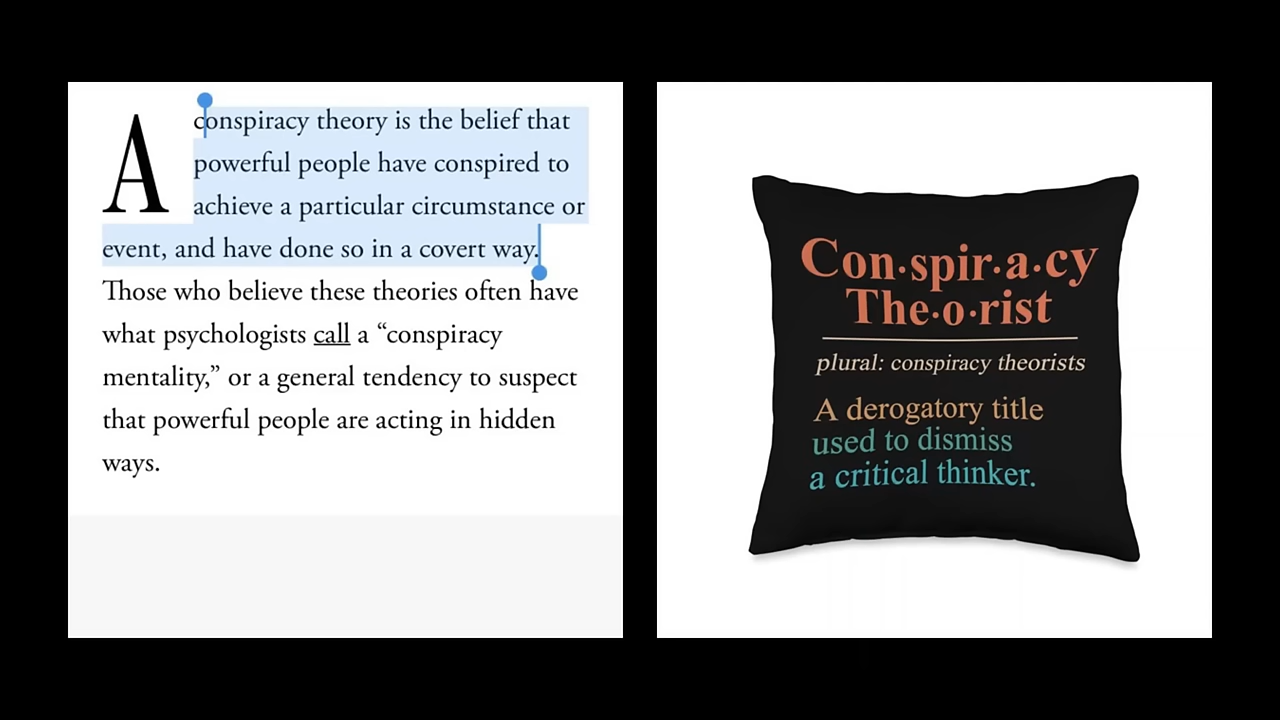 A conspiracy theory is the belief that
powerful people have conspired to
achieve a particular circumstance or
event, and have done so in a covert way.
Those who believe these theories often have
what psychologists call a “conspiracy
mentality,” or a general tendency to suspect
that powerful people are acting in hidden
ways.
Con·spir·a·cy
The·o·rist
plural: conspiracy theorists
A derogatory title
used to dismiss
a critical thinker.